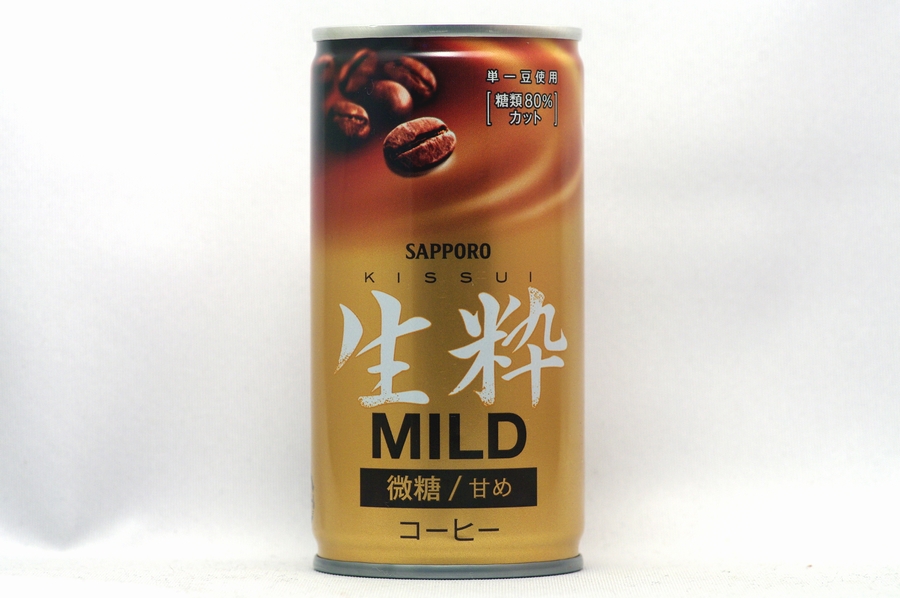 単一豆使用
[糖類80%
カット]
SAPPORO
KISSUI
生粋
MILD
微糖/甘め
コーヒー